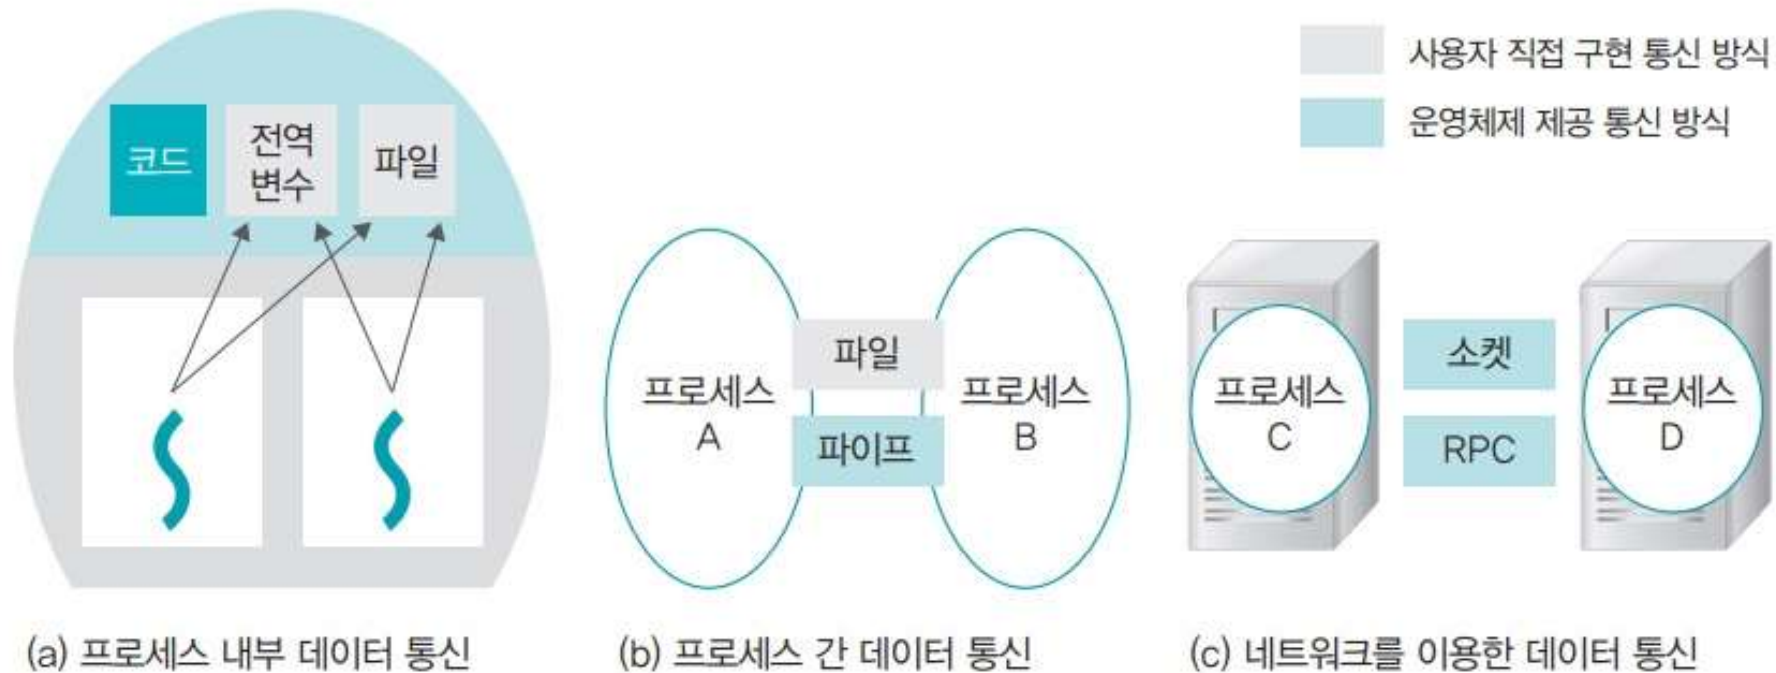 사용자 직접 구현 통신 방식
운영체제 제공 통신 방식
코드
전역
변수
파일
프로세스
A
파일
파이프
프로세스
B
프로세스
C
소켓
RPC
프로세스
D
(a) 프로세스 내부 데이터 통신
(b) 프로세스 간 데이터 통신
(c) 네트워크를 이용한 데이터 통신